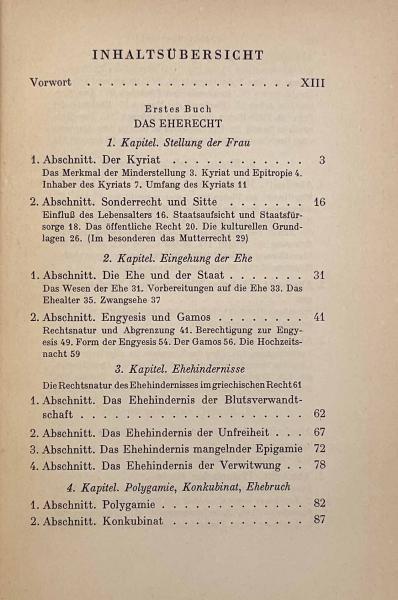 INHALTSÜBERSICHT
Vorwort . . . . . . . . . . . . . . . . . XIII
Erstes Buch
DAS EHERECHT
1. Kapitel. Stellung der Frau
1. Abschnitt. Der Kyriat . . . . . . . . . . . . 3
Das Merkmal der Minderstellung 3. Kyriat und Epitropie 4.
Inhaber des Kyriats 7. Umfang des Kyriats 11
2. Abschnitt. Sonderrecht und Sitte . . . . . . . 16
Einfluß des Lebensalters 16. Staatsaufsicht und Staatsfür-
sorge 18. Das öffentliche Recht 20. Die kulturellen Grund-
lagen 26. (Im besonderen das Mutterrecht 29)
2. Kapitel. Eingehung der Ehe
1. Abschnitt. Die Ehe und der Staat . . . . . . . 31
Das Wesen der Ehe 31. Vorbereitungen auf die Ehe 33. Das
Ehealter 35. Zwangsehe 37
2. Abschnitt. Engyesis und Gamos . . . . . . . . 41
Rechtsnatur und Abgrenzung 41. Berechtigung zur Engy-
esis 49. Form der Engyesis 54. Der Gamos 56. Die Hochzeits-
nacht 59
3. Kapitel. Ehehindernisse
Die Rechtsnatur des Ehehindernisses im griechischen Recht 61
1. Abschnitt. Das Ehehindernis der Blutsverwandt-
schaft . . . . . . . . . . . . . . . . . . . 62
2. Abschnitt. Das Ehehindernis der Unfreiheit . . . 67
3. Abschnitt. Das Ehehindernis mangelnder Epigamie 72
4. Abschnitt. Das Ehehindernis der Verwitwung . . 78
4. Kapitel. Polygamie, Konkubinat, Ehebruch
1. Abschnitt. Polygamie . . . . . . . . . . . . . 82
2. Abschnitt. Konkubinat . . . . . . . . . . . . 87